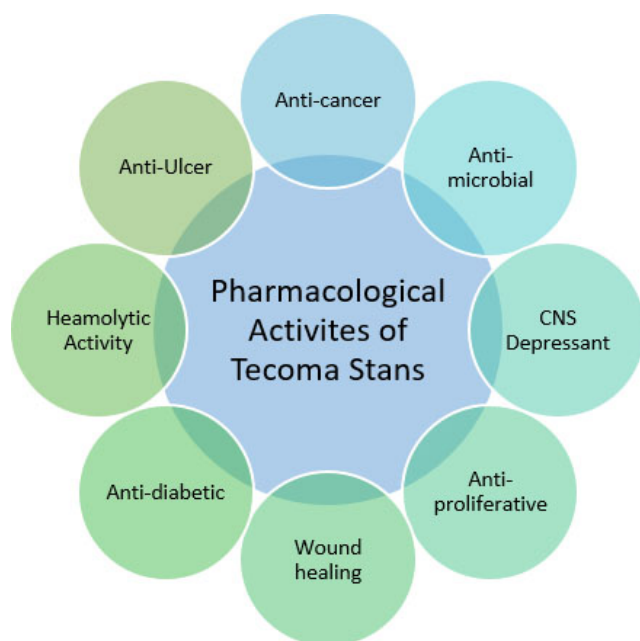 Anti-cancer
Anti-
microbial
CNS
Depressant
Anti-
proliferative
Wound
healing
Anti-diabetic
Heamolytic
Activity
Anti-Ulcer
Pharmacological
Activites of
Tecoma Stans